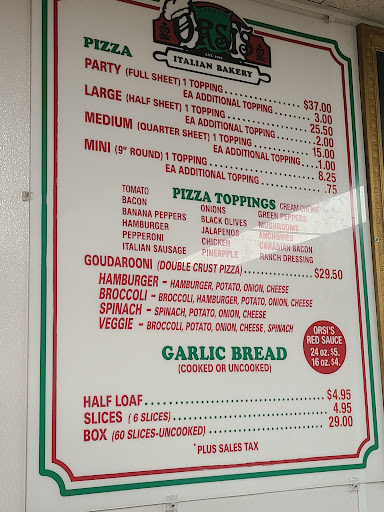 ORSI'S
EST. 1919
ITALIAN BAKERY
PIZZA
PARTY (FULL SHEET) 1 TOPPING $37.00
EA ADDITIONAL TOPPING 3.00
LARGE (HALF SHEET) 1 TOPPING 25.50
EA ADDITIONAL TOPPING 2.00
MEDIUM (QUARTER SHEET) 1 TOPPING 15.00
EA ADDITIONAL TOPPING 1.00
MINI (9" ROUND) 1 TOPPING 8.25
EA ADDITIONAL TOPPING .75
PIZZA TOPPINGS
TOMATO ONIONS CREAM CHEESE
BACON BLACK OLIVES GREEN PEPPERS
BANANA PEPPERS JALAPENOS MUSHROOMS
HAMBURGER CHICKEN ANCHOVIES
PEPPERONI PINEAPPLE CANADIAN BACON
ITALIAN SAUSAGE RANCH DRESSING
GOUDAROONI (DOUBLE CRUST PIZZA) $29.50
HAMBURGER - HAMBURGER, POTATO, ONION, CHEESE
BROCCOLI - BROCCOLI, HAMBURGER, POTATO, ONION, CHEESE
SPINACH - SPINACH, POTATO, ONION, CHEESE
VEGGIE - BROCCOLI, POTATO, ONION, CHEESE, SPINACH
ORSI'S
RED SAUCE
24 oz. $5.
16 oz. $4.
GARLIC BREAD
(COOKED OR UNCOOKED)
HALF LOAF $4.95
SLICES (6 SLICES) 4.95
BOX (60 SLICES-UNCOOKED) 29.00
*PLUS SALES TAX